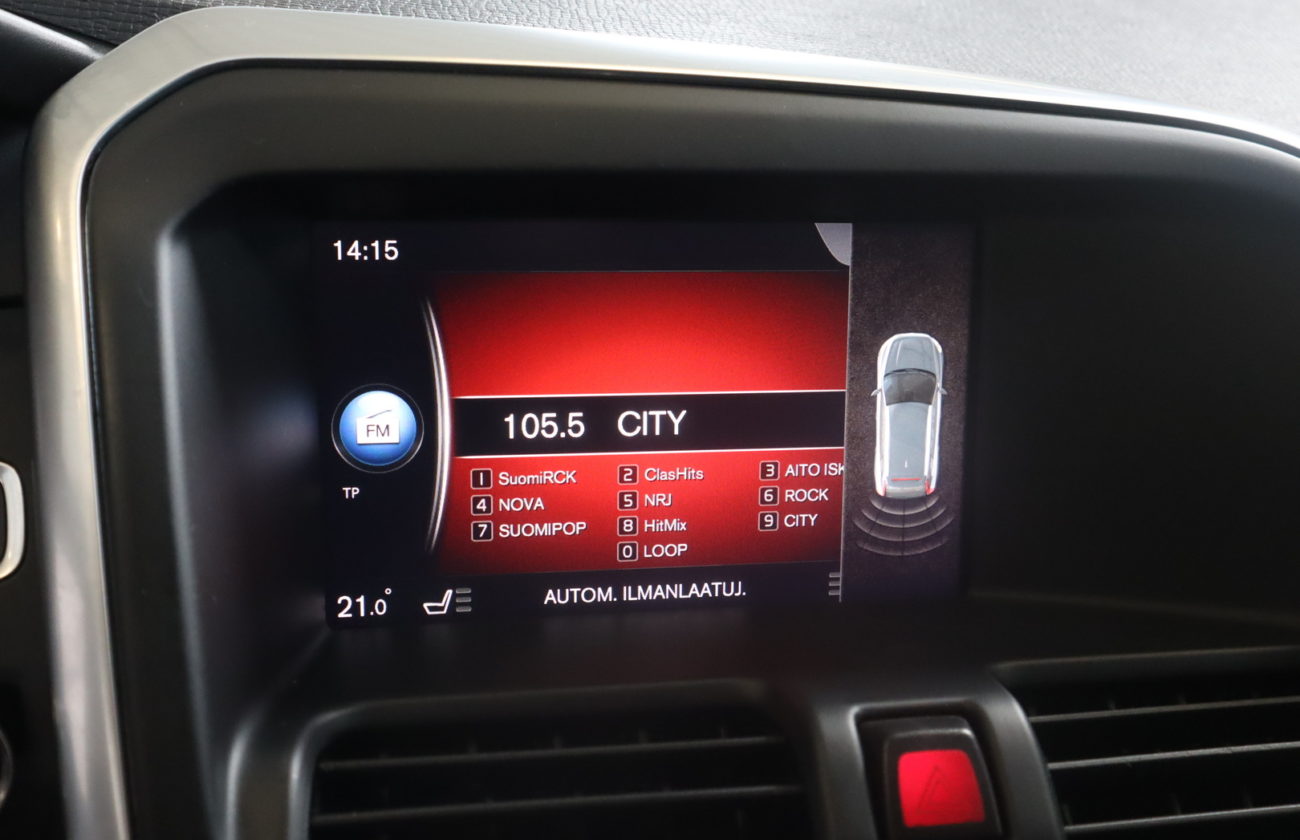 14:15
FM
TP
105.5 CITY
1 SuomiRCK 2 ClasHits 3 AITO ISK
4 NOVA 5 NRJ 6 ROCK
7 SUOMIPOP 8 HitMix 9 CITY
0 LOOP
21.0° AUTOM. ILMANLAATUJ.